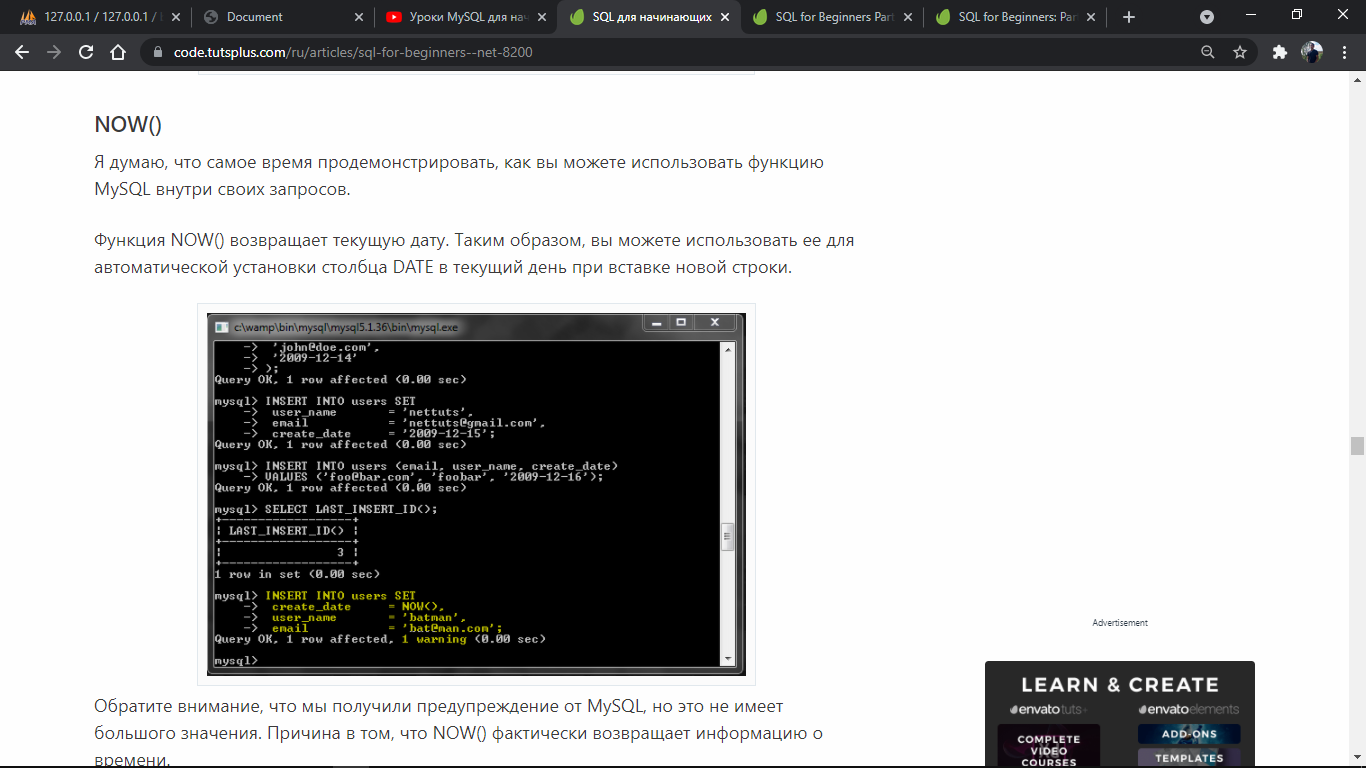 127.0.0.1 / 127.0.0.1 /
Document
Уроки MySQL для на
SQL для начинающих
SQL for Beginners Par
SQL for Beginners: Par
code.tutsplus.com/ru/articles/sql-for-beginners--net-8200
NOW()
Я думаю, что самое время продемонстрировать, как вы можете использовать функцию
MySQL внутри своих запросов.
Функция NOW() возвращает текущую дату. Таким образом, вы можете использовать ее для
автоматической установки столбца DATE в текущий день при вставке новой строки.
c:\wamp\bin\mysql\mysql5.1.36\bin\mysql.exe
-> 'john@doe.com',
-> '2009-12-14'
-> );
Query OK, 1 row affected (0.00 sec)
mysql> INSERT INTO users SET
-> user_name = 'nettuts',
-> email = 'nettuts@gmail.com',
-> create_date = '2009-12-15';
Query OK, 1 row affected (0.00 sec)
mysql> INSERT INTO users (email, user_name, create_date)
-> VALUES ('foo@bar.com', 'foobar', '2009-12-16');
Query OK, 1 row affected (0.00 sec)
mysql> SELECT LAST_INSERT_ID();
+------------------+
| LAST_INSERT_ID() |
+------------------+
| 3 |
+------------------+
1 row in set (0.00 sec)
mysql> INSERT INTO users SET
-> create_date = NOW(),
-> user_name = 'batman',
-> email = 'bat@man.com';
Query OK, 1 row affected, 1 warning (0.00 sec)
mysql>
Обратите внимание, что мы получили предупреждение от MySQL, но это не имеет
большого значения. Причина в том, что NOW() фактически возвращает информацию о
времени.
Advertisement
LEARN & CREATE
envato tuts+
envato elements
COMPLETE
VIDEO
COURSES
ADD-ONS
TEMPLATES